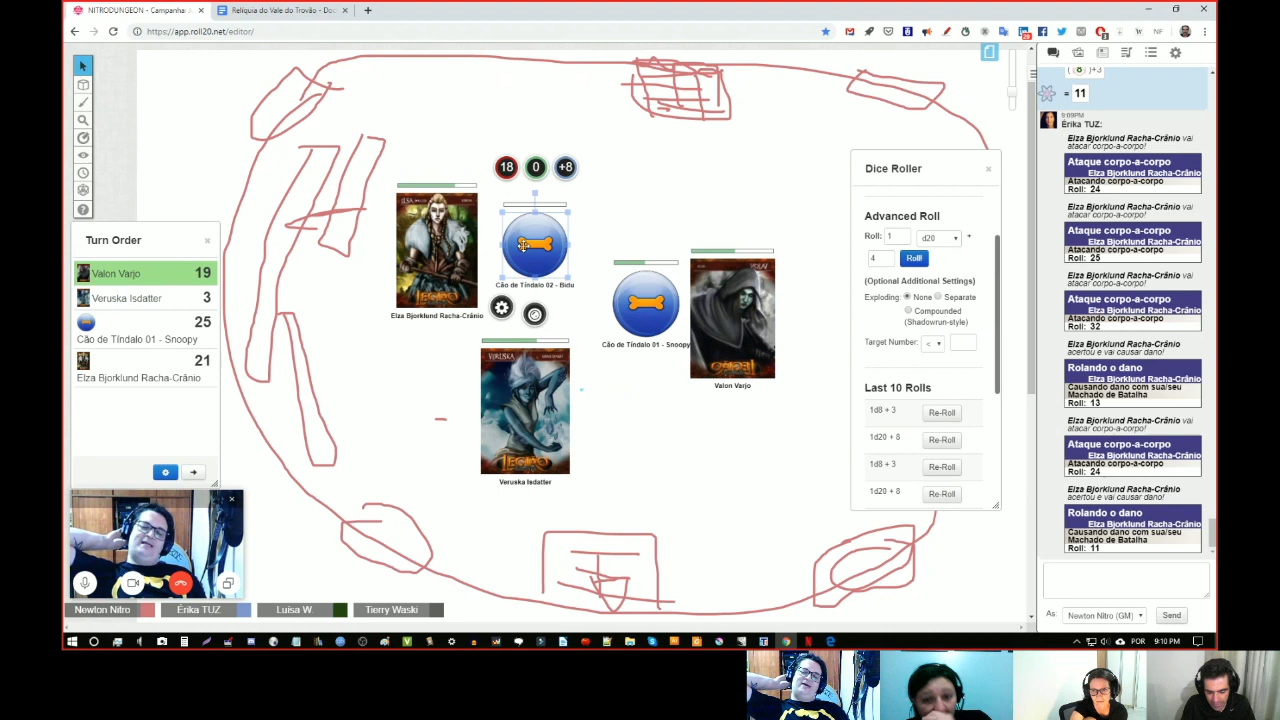 NITRODUNGEON - Campanha:
Relíquia do Vale do Trovão - Do
https://app.roll20.net/editor/
Turn Order
Valon Varjo 19
Veruska Isdatter 3
25
Cão de Tíndalo 01 - Snoopy
21
Elza Bjorklund Racha-Crânio
18 0 +8
Elza Bjorklund Racha-Crânio
Cão de Tíndalo 02 - Bidu
Cão de Tíndalo 01 - Snoopy
Valon Varjo
VERUSKA
LEGIÃO
Veruska Isdatter
Dice Roller
Advanced Roll
Roll: 1 d20 +
4 Roll!
(Optional Additional Settings)
Exploding: None Separate
Compounded
(Shadowrun-style)
Target Number: <
Last 10 Rolls
1d8 + 3 Re-Roll
1d20 + 8 Re-Roll
1d8 + 3 Re-Roll
1d20 + 8 Re-Roll
( )+3
= 11
9:09PM
Érika TUZ:
Elza Bjorklund Racha-Crânio vai
atacar corpo-a-corpo!
Ataque corpo-a-corpo
Elza Bjorklund Racha-Crânio
Atacando corpo-a-corpo
Roll: 24
Elza Bjorklund Racha-Crânio vai
atacar corpo-a-corpo!
Ataque corpo-a-corpo
Elza Bjorklund Racha-Crânio
Atacando corpo-a-corpo
Roll: 25
Elza Bjorklund Racha-Crânio vai
atacar corpo-a-corpo!
Ataque corpo-a-corpo
Elza Bjorklund Racha-Crânio
Atacando corpo-a-corpo
Roll: 32
Elza Bjorklund Racha-Crânio
acertou e vai causar dano!
Rolando o dano
Elza Bjorklund Racha-Crânio
Causando dano com sua/seu
Machado de Batalha
Roll: 13
Elza Bjorklund Racha-Crânio vai
atacar corpo-a-corpo!
Ataque corpo-a-corpo
Elza Bjorklund Racha-Crânio
Atacando corpo-a-corpo
Roll: 24
Elza Bjorklund Racha-Crânio
acertou e vai causar dano!
Rolando o dano
Elza Bjorklund Racha-Crânio
Causando dano com sua/seu
Machado de Batalha
Roll: 11
As: Newton Nitro (GM) Send
Newton Nitro Érika TUZ Luisa W. Tierry Waski
POR 9:10 PM